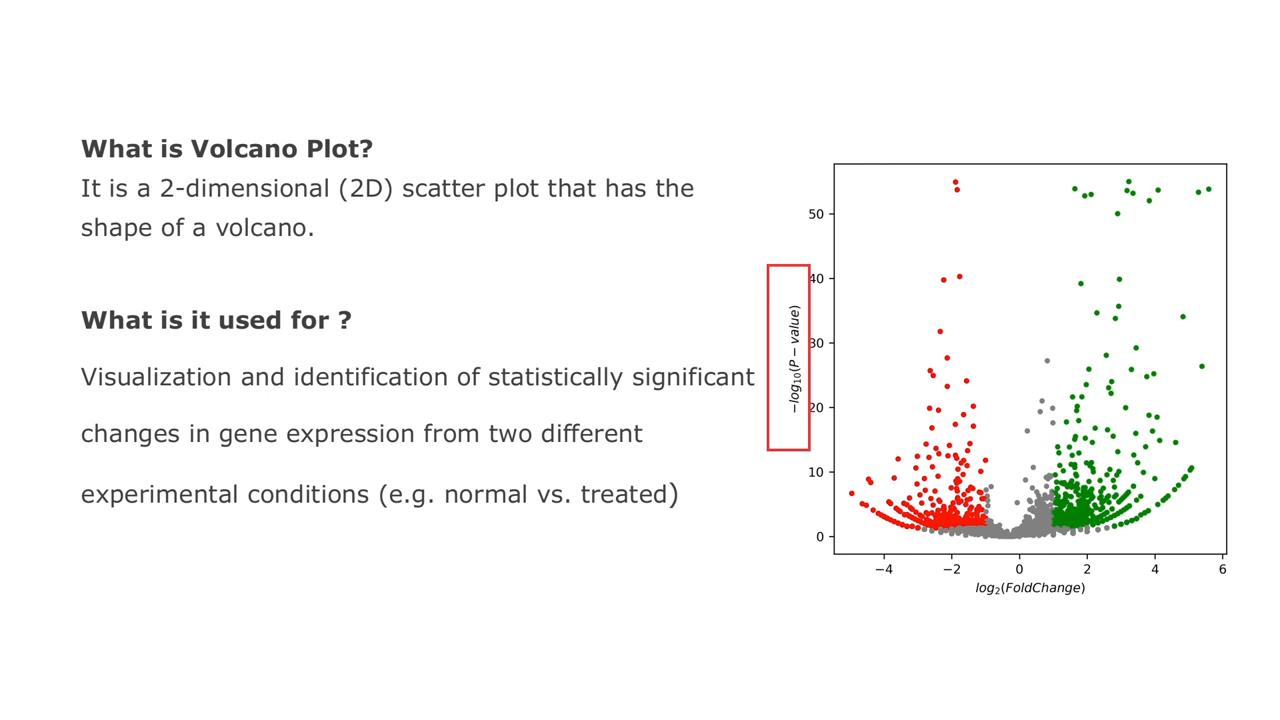 What is Volcano Plot?
It is a 2-dimensional (2D) scatter plot that has the
shape of a volcano.
What is it used for ?
Visualization and identification of statistically significant
changes in gene expression from two different
experimental conditions (e.g. normal vs. treated)
−log₁₀(P − value)
50
40
30
20
10
0
−4 −2 0 2 4 6
log₂(FoldChange)